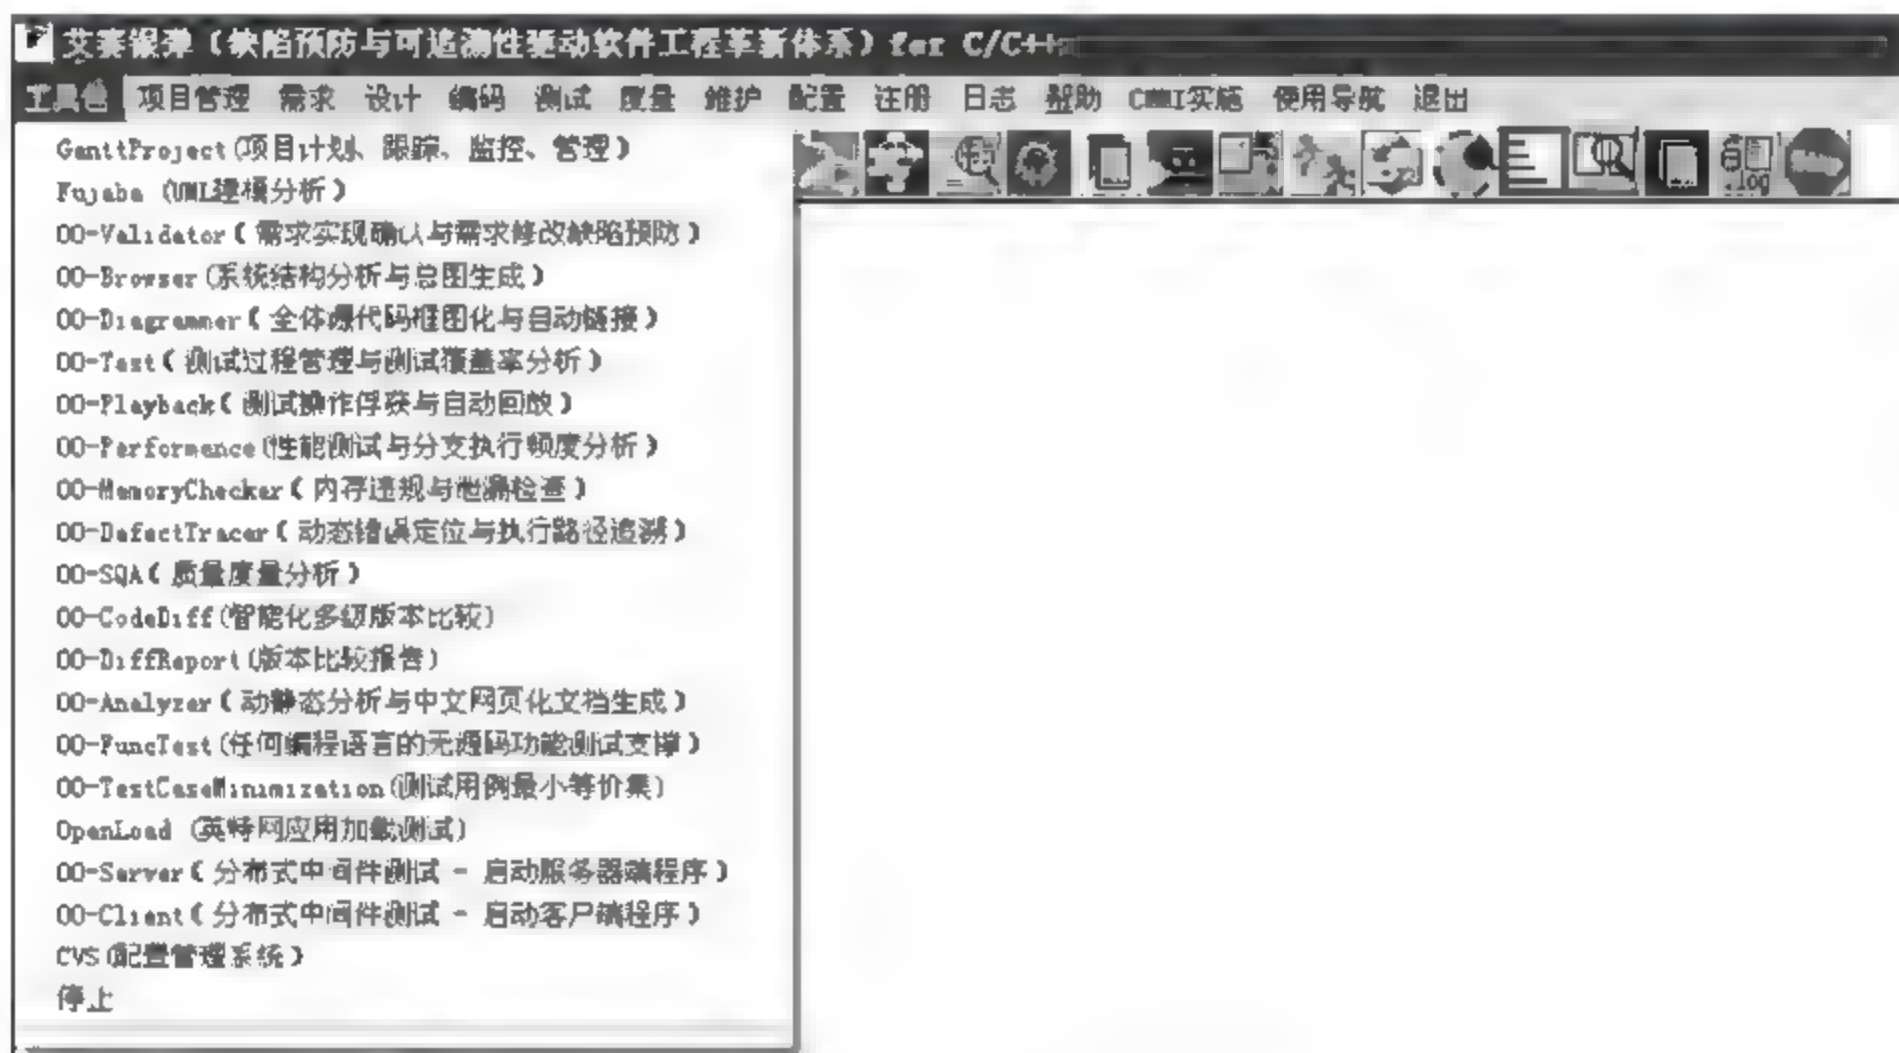 艾赛银弹（缺陷预防与可追溯性驱动软件工程革新体系）for C/C++
工具包 项目管理 需求 设计 编码 测试 度量 维护 配置 注册 日志 帮助 CMMI实施 使用导航 退出
GanttProject(项目计划、跟踪、监控、管理)
Fujaba (UML建模分析)
OO-Validator(需求实现确认与需求修改缺陷预防)
OO-Browser(系统结构分析与总图生成)
OO-Diagrammer(全体源代码框图化与自动链接)
OO-Test(测试过程管理与测试覆盖率分析)
OO-Playback(测试操作俘获与自动回放)
OO-Performance(性能测试与分支执行频度分析)
OO-MemoryChecker(内存违规与泄漏检查)
OO-DefectTracer(动态错误定位与执行路径追溯)
OO-SQA(质量度量分析)
OO-CodeDiff(智能化多级版本比较)
OO-DiffReport(版本比较报告)
OO-Analyzer(动静态分析与中文网页化文档生成)
OO-FuncTest(任何编程语言的无源码功能测试支撑)
OO-TestCaseMinimization(测试用例最小等价集)
OpenLoad (英特网应用加载测试)
OO-Server(分布式中间件测试 - 启动服务器端程序)
OO-Client(分布式中间件测试 - 启动客户端程序)
CVS(配置管理系统)
停止